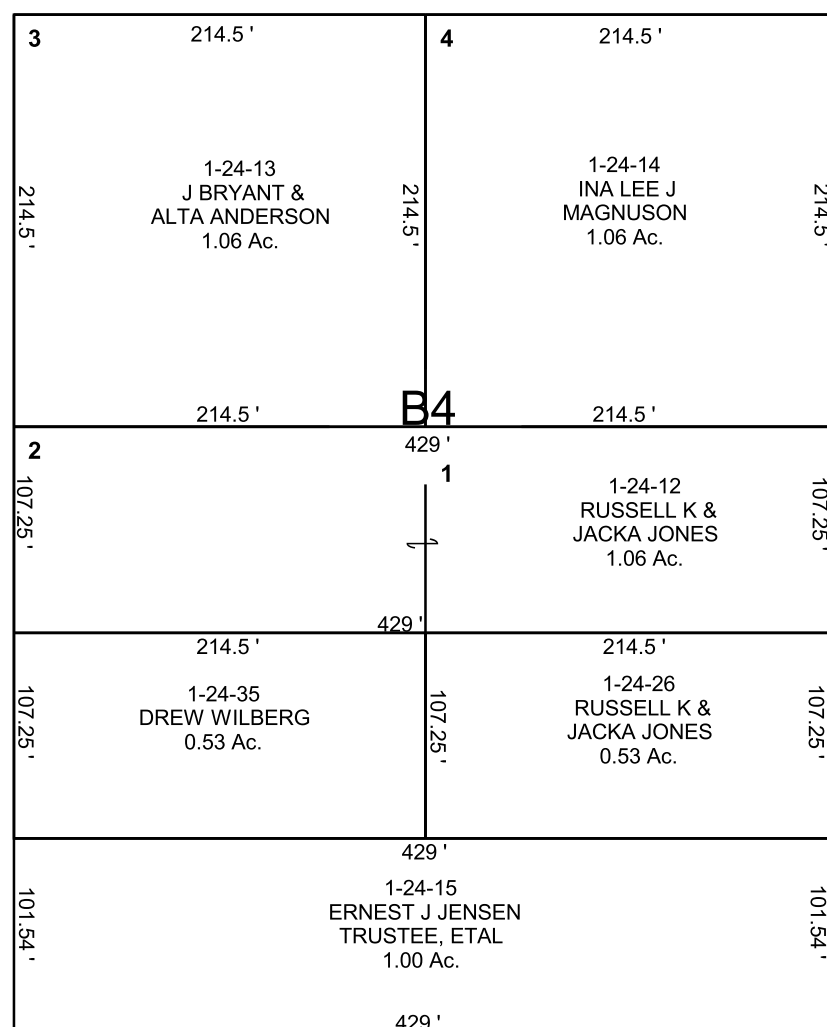 3
214.5 '
4
214.5 '
1-24-13
J BRYANT &
ALTA ANDERSON
1.06 Ac.
214.5 '
214.5 '
1-24-14
INA LEE J
MAGNUSON
1.06 Ac.
214.5 '
214.5 '
B4
214.5 '
2
429 '
1
107.25 '
1-24-12
RUSSELL K &
JACKA JONES
1.06 Ac.
107.25 '
429 '
214.5 '
214.5 '
107.25 '
1-24-35
DREW WILBERG
0.53 Ac.
107.25 '
1-24-26
RUSSELL K &
JACKA JONES
0.53 Ac.
107.25 '
429 '
101.54 '
1-24-15
ERNEST J JENSEN
TRUSTEE, ETAL
1.00 Ac.
101.54 '
429 '